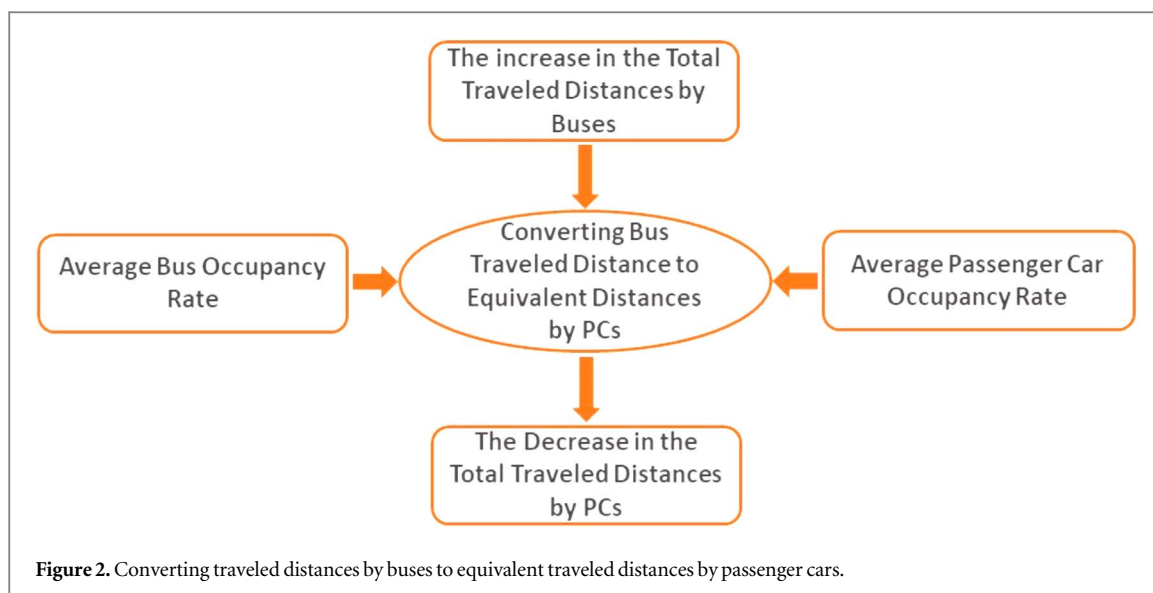 The increase in the Total
Traveled Distances by
Buses
Average Bus Occupancy
Rate
Converting Bus
Traveled Distance to
Equivalent Distances
by PCs
Average Passenger Car
Occupancy Rate
The Decrease in the
Total Traveled Distances
by PCs
Figure 2. Converting traveled distances by buses to equivalent traveled distances by passenger cars.